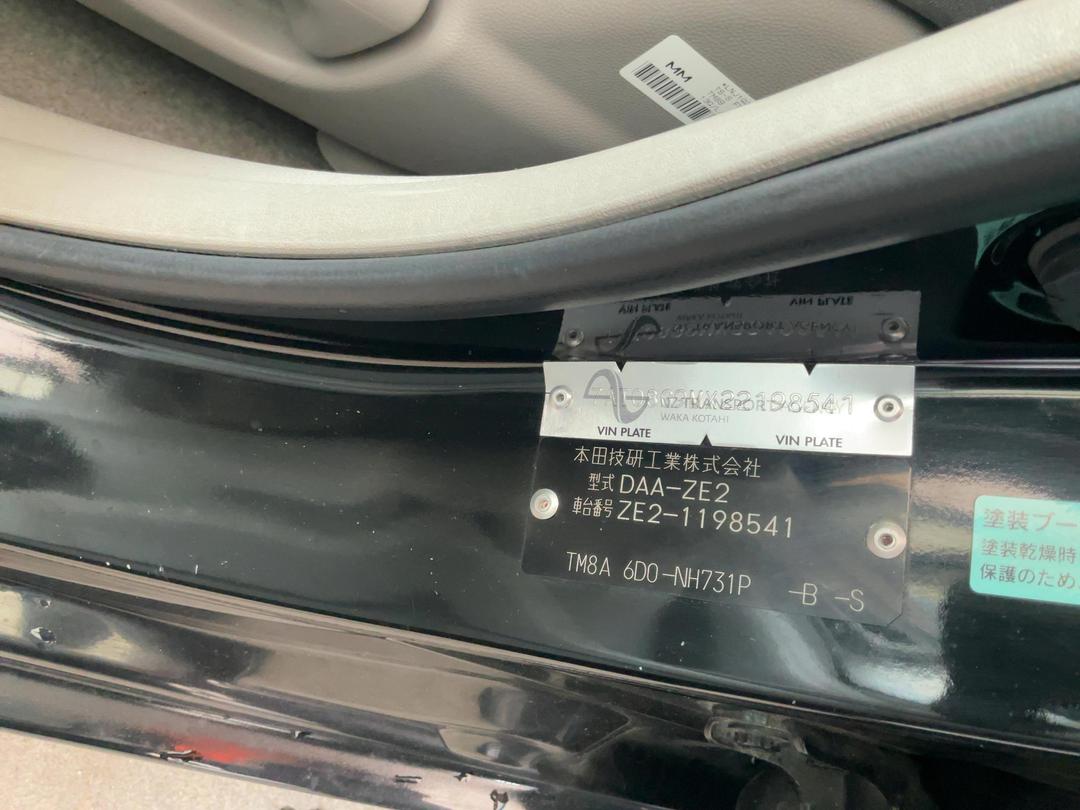 MM
NZ TRANSPORT AGENCY
WAKA KOTAHI
VIN PLATE
VIN PLATE
本田技研工業株式会社
型式 DAA-ZE2
車台番号 ZE2-1198541
TM8A 6D0-NH731P -B -S
塗装ブー
塗装乾燥時
保護のため